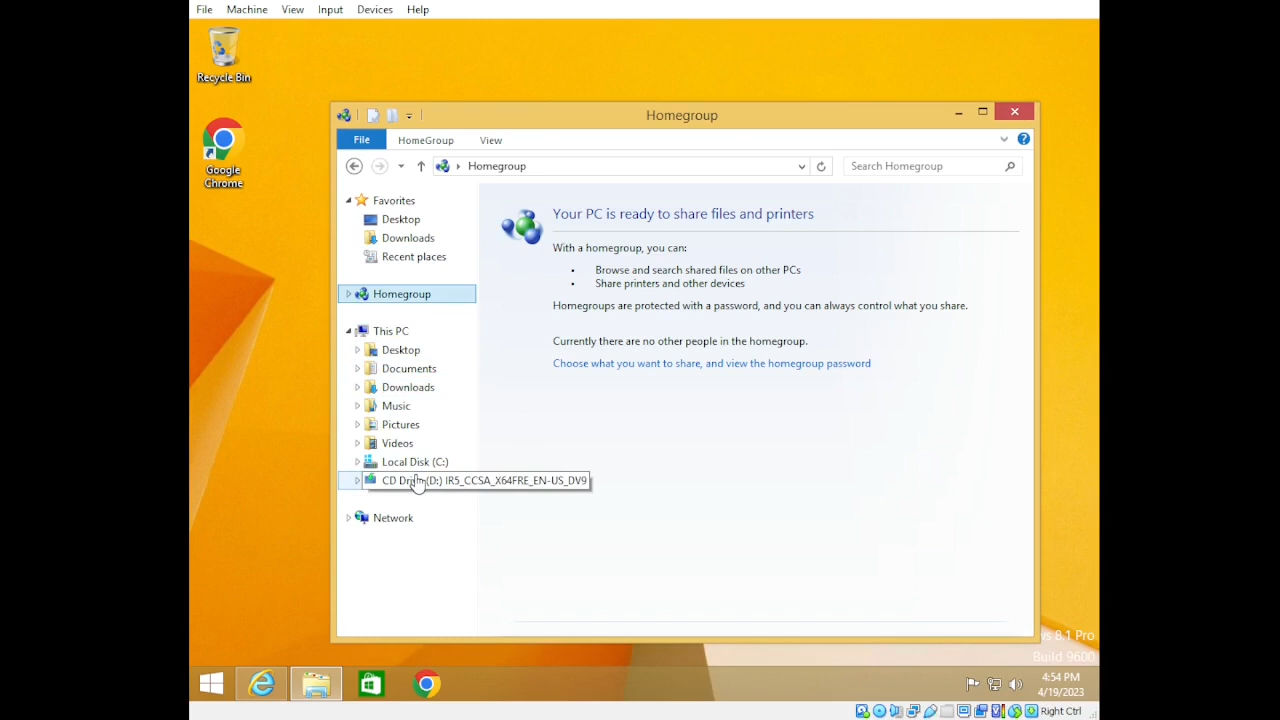 File Machine View Input Devices Help
Recycle Bin
Google
Chrome
Homegroup
File HomeGroup View
Homegroup
Search Homegroup
Favorites
Desktop
Downloads
Recent places
Homegroup
This PC
Desktop
Documents
Downloads
Music
Pictures
Videos
Local Disk (C:)
(D:) IR5_CCSA_X64FRE_EN-US_DV9
Network
Your PC is ready to share files and printers
With a homegroup, you can:
• Browse and search shared files on other PCs
• Share printers and other devices
Homegroups are protected with a password, and you can always control what you share.
Currently there are no other people in the homegroup.
Choose what you want to share, and view the homegroup password
8.1 Pro
Build 9600
4:54 PM
4/19/2023
Right Ctrl